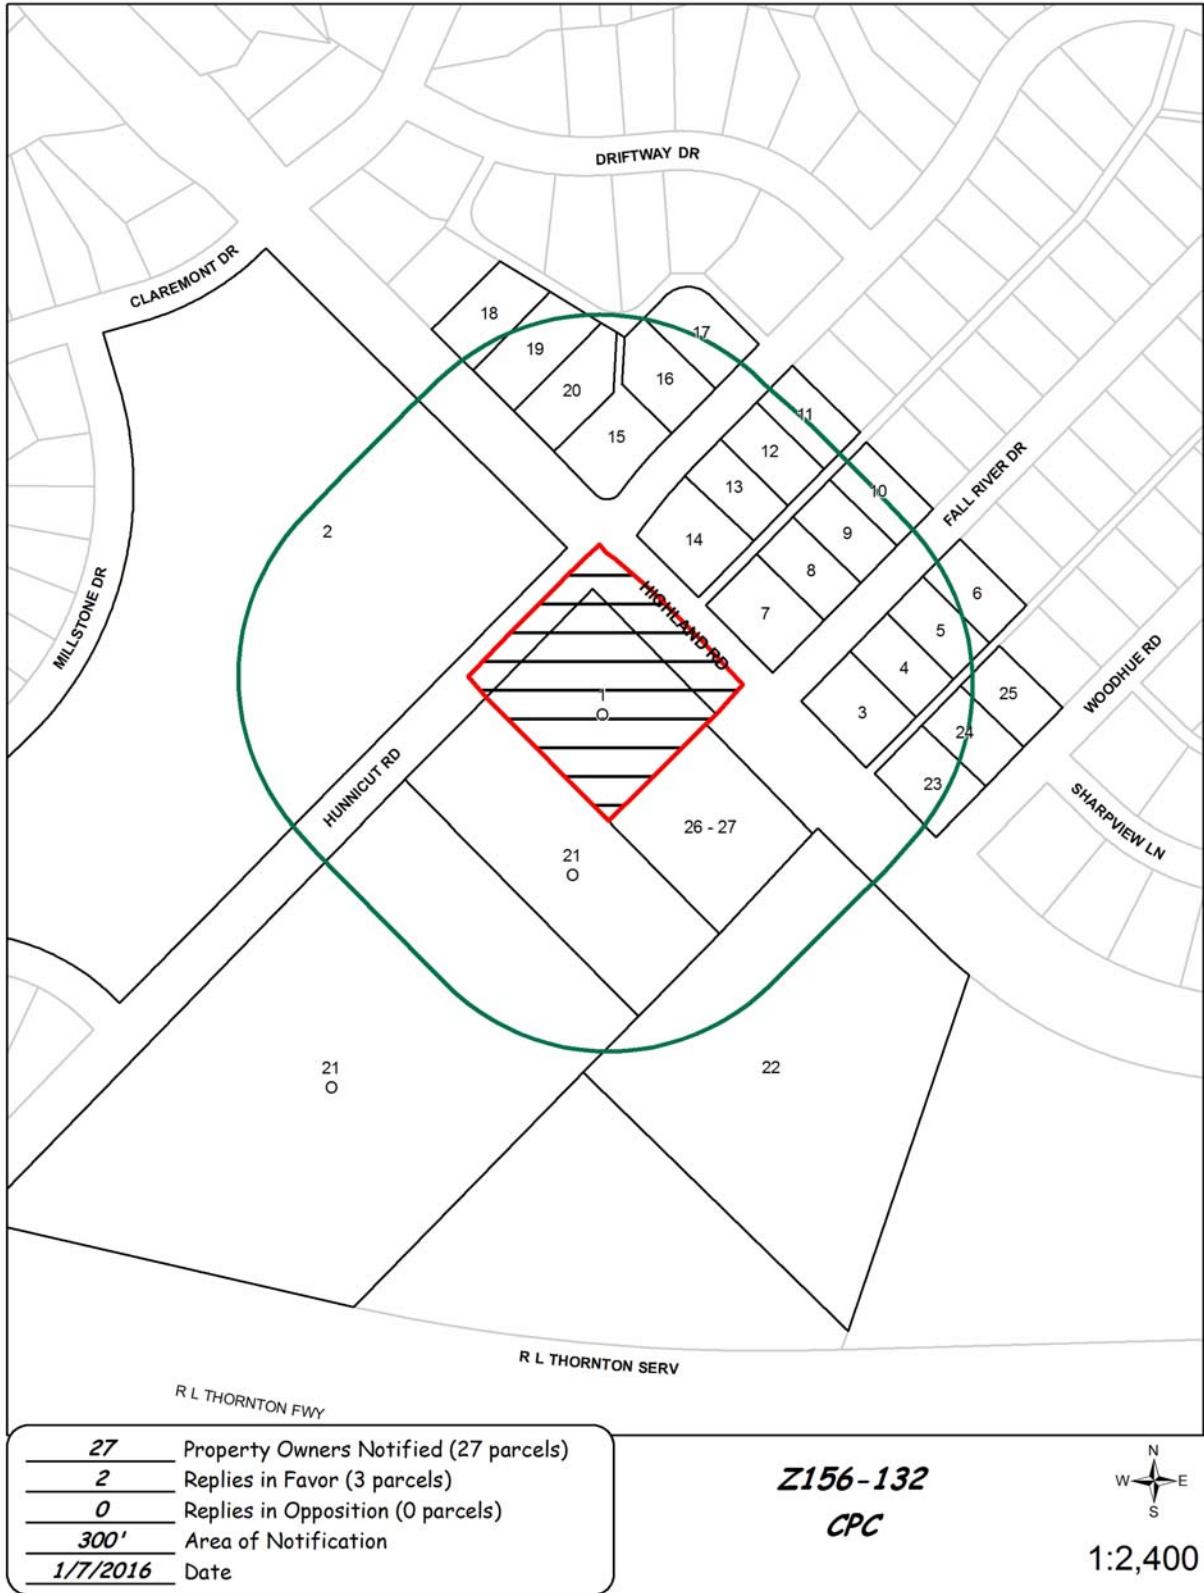 DRIFTWAY DR
CLAREMONT DR
18
17
19
16
20
11
15
12
FALL RIVER DR
13
10
2
9
14
8
6
HIGHLAND RD
7
5
MILLSTONE DR
4
WOODHUE RD
25
1
O
3
24
HUNNICUT RD
23
SHARPVIEW LN
26 - 27
21
O
21
O
22
R L THORNTON SERV
R L THORNTON FWY
27 Property Owners Notified (27 parcels)
2 Replies in Favor (3 parcels)
0 Replies in Opposition (0 parcels)
300' Area of Notification
1/7/2016 Date
Z156-132
CPC
N
W E
S
1:2,400